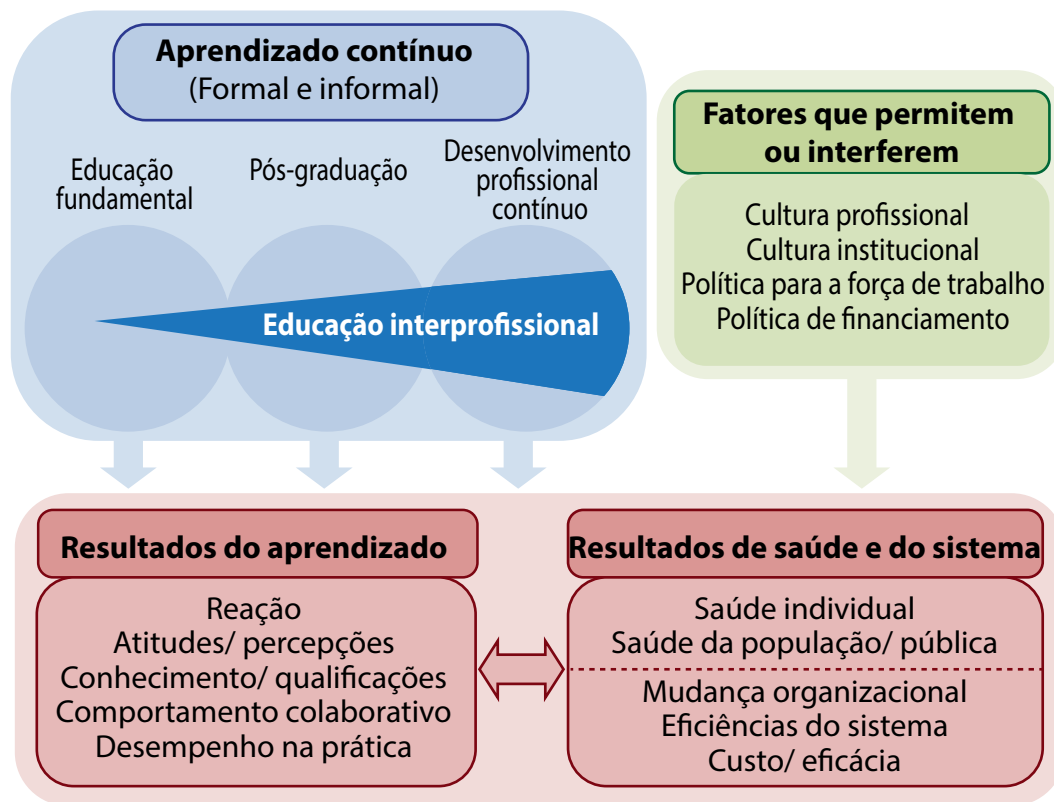 Aprendizado contínuo
(Formal e informal)
Educação
fundamental
Pós-graduação
Desenvolvimento
profissional
contínuo
Educação interprofissional
Fatores que permitem
ou interferem
Cultura profissional
Cultura institucional
Política para a força de trabalho
Política de financiamento
Resultados do aprendizado
Reação
Atitudes/ percepções
Conhecimento/ qualificações
Comportamento colaborativo
Desempenho na prática
Resultados de saúde e do sistema
Saúde individual
Saúde da população/ pública
Mudança organizacional
Eficiências do sistema
Custo/ eficácia